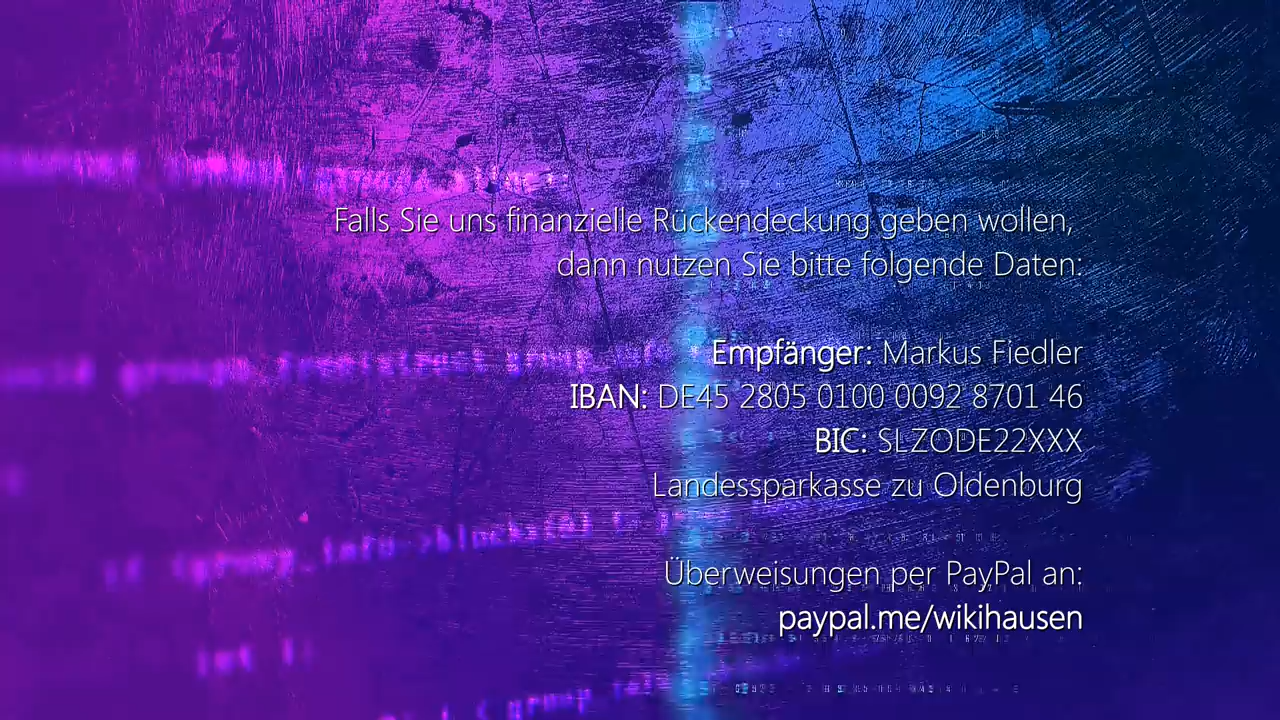 Falls Sie uns finanzielle Rückendeckung geben wollen,
dann nutzen Sie bitte folgende Daten:
Empfänger: Markus Fiedler
IBAN: DE45 2805 0100 0092 8701 46
BIC: SLZODE22XXX
Landessparkasse zu Oldenburg
Überweisungen per PayPal an:
paypal.me/wikihausen